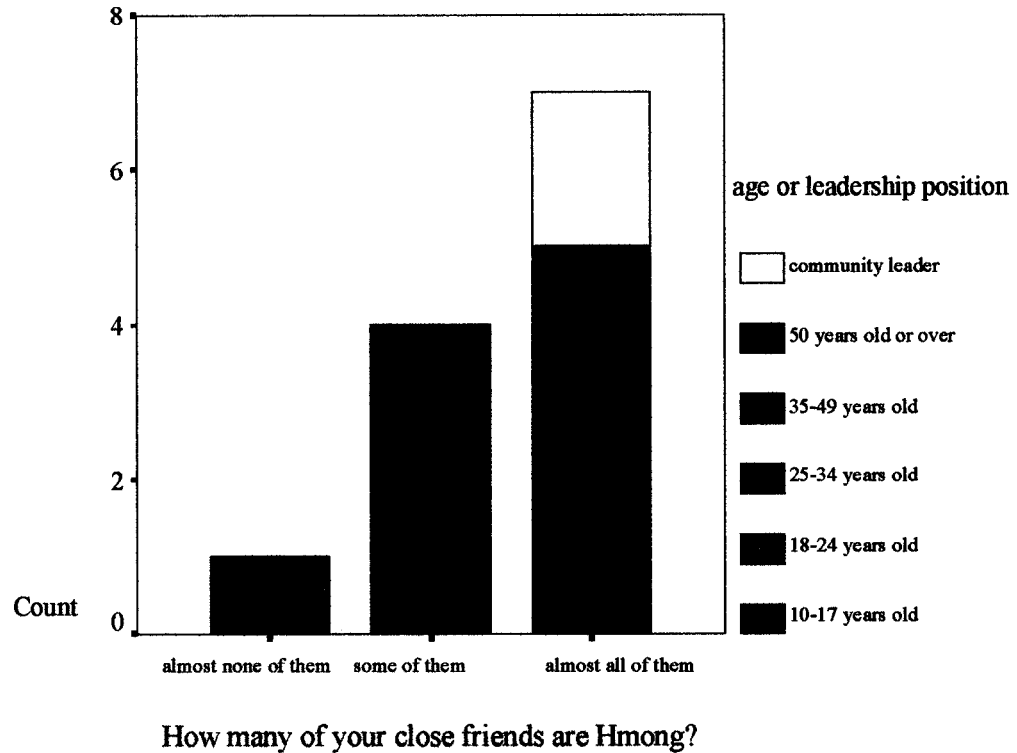 8
6
4
2
0
Count
almost none of them
some of them
almost all of them
How many of your close friends are Hmong?
age or leadership position
community leader
50 years old or over
35-49 years old
25-34 years old
18-24 years old
10-17 years old